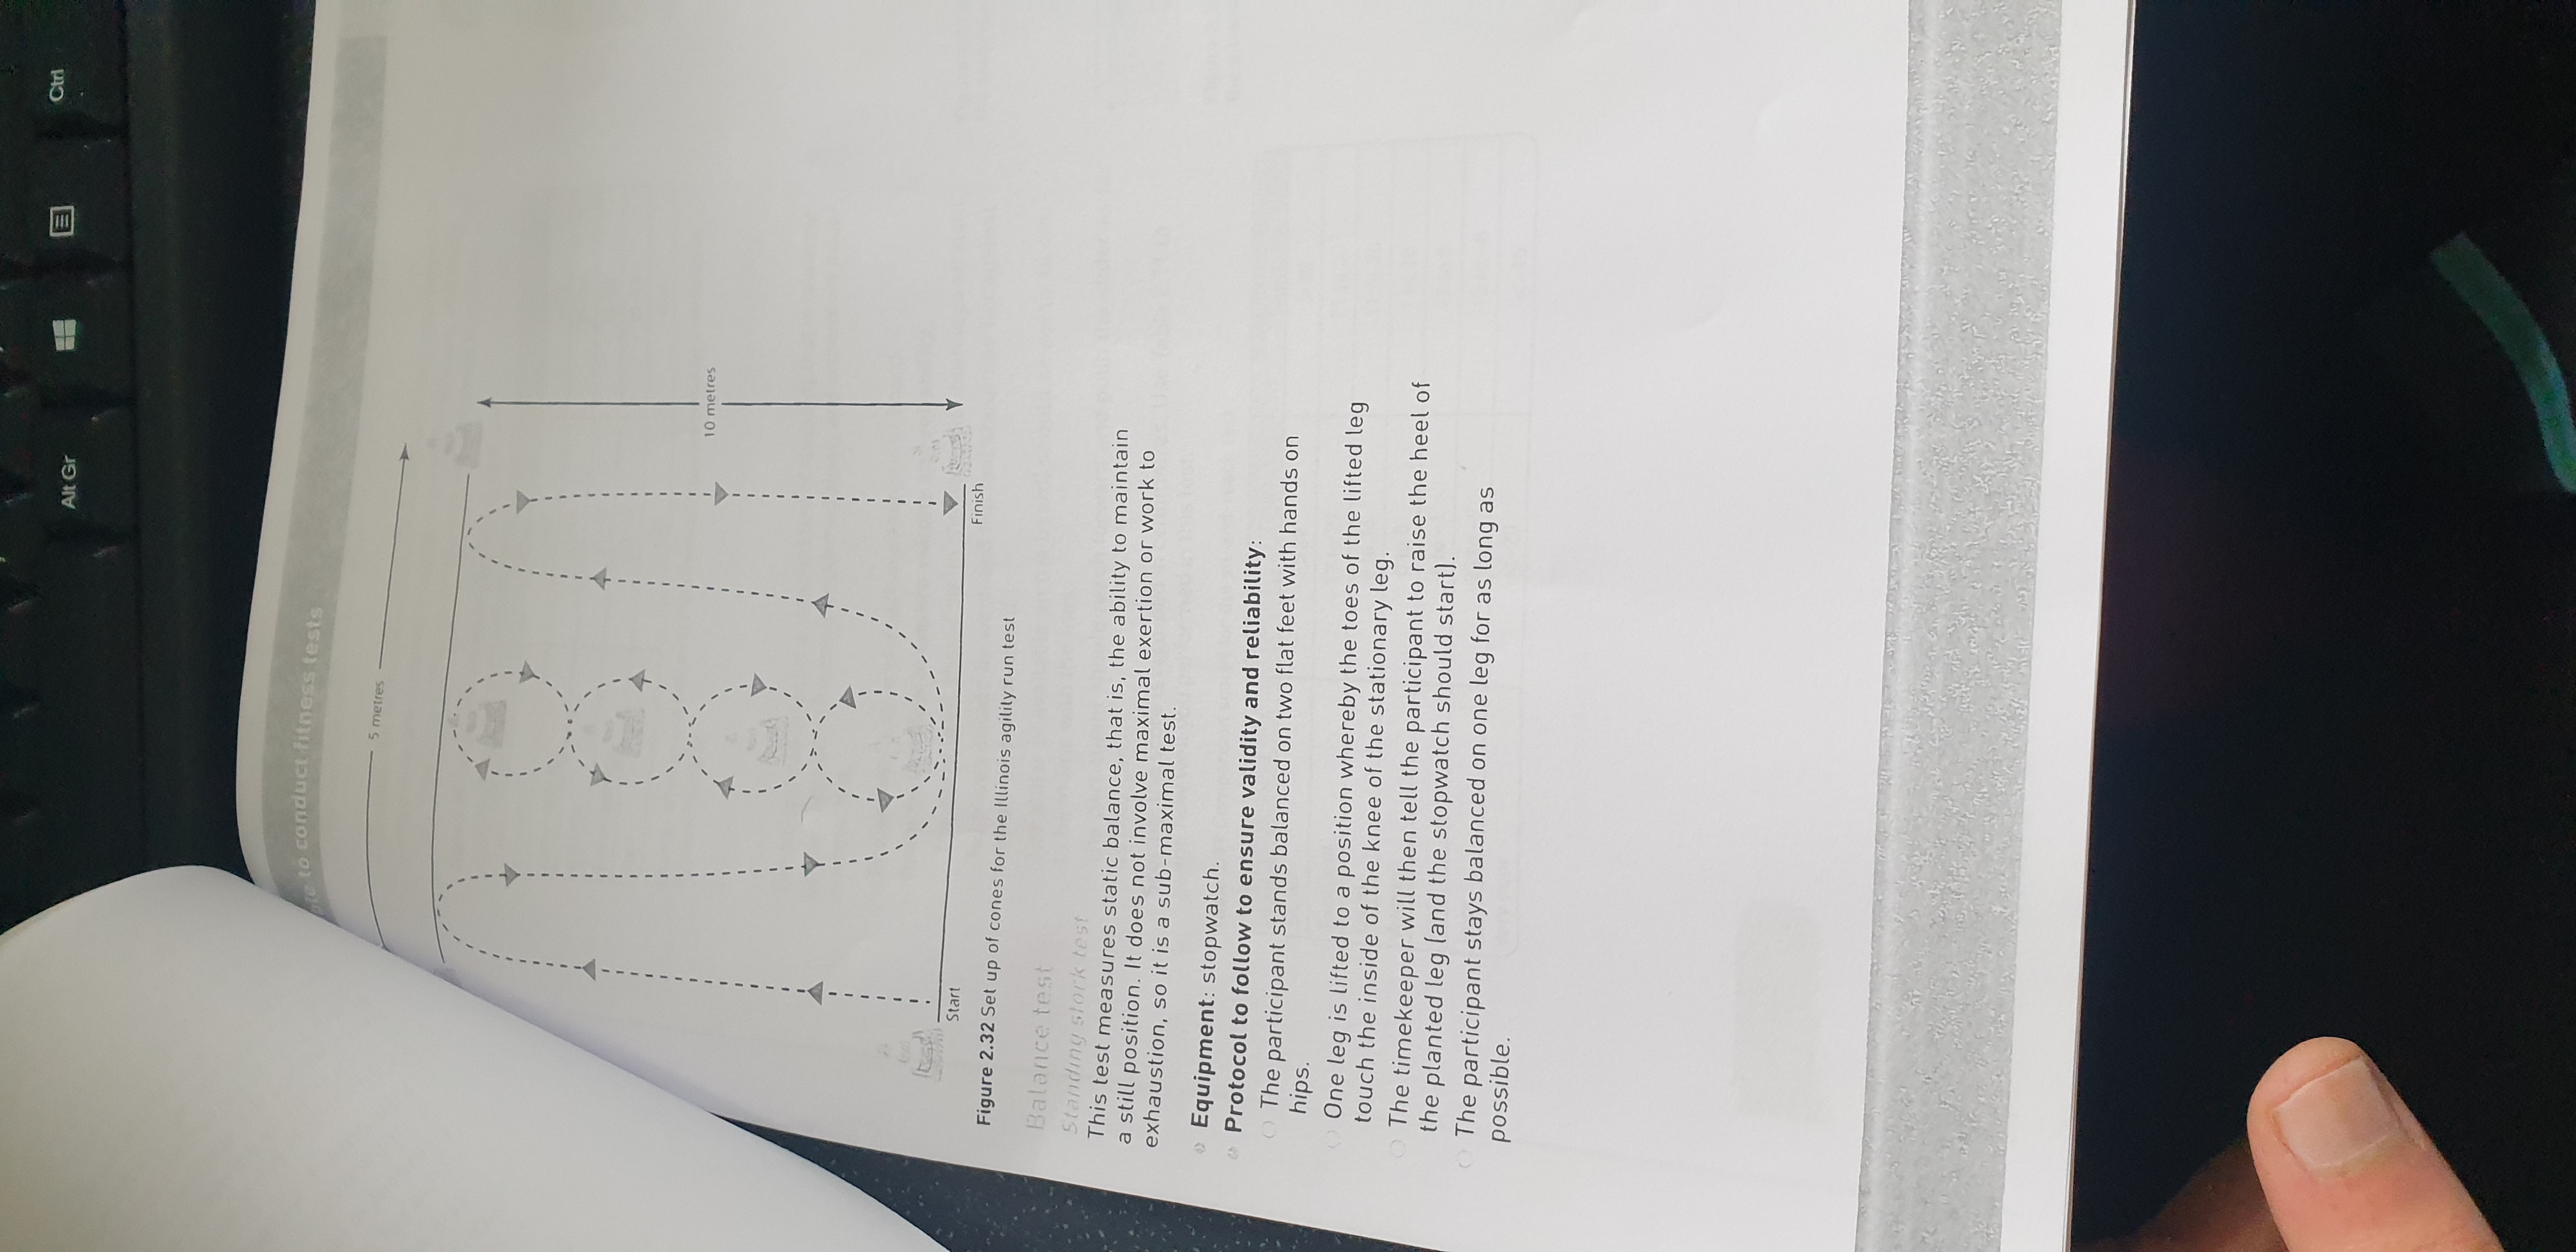 Alt Gr
Ctrl
to conduct fitness tests
5 metres
10 metres
Start
Finish
Figure 2.32 Set up of cones for the Illinois agilily run test
Balance test
Standing stork test
This test measures static balance, that is, the ability to maintain
a still position. It does not involve maximal exertion or work to
exhaustion, so it is a sub-maximal test.
Equipment: stopwatch.
Protocol to follow to ensure validity and reliability:
The participant stands balanced on two flat feet with hands on
hips.
One leg is lifted to a position whereby the toes of the lifted leg
touch the inside of the knee of the stationary leg.
The timekeeper will then tell the participant to raise the heel of
the planted leg (and the stopwatch should start).
The participant stays balanced on one leg for as long as
possible.